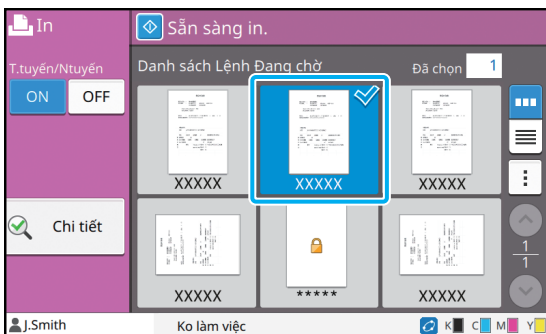 In
Sẵn sàng in.
T.tuyến/Ntuyến
ON OFF
Danh sách Lệnh Đang chờ
Đã chọn 1
XXXXX XXXXX XXXXX
Chi tiết
1
1
XXXXX ***** XXXXX
J.Smith
Ko làm việc
K C M Y